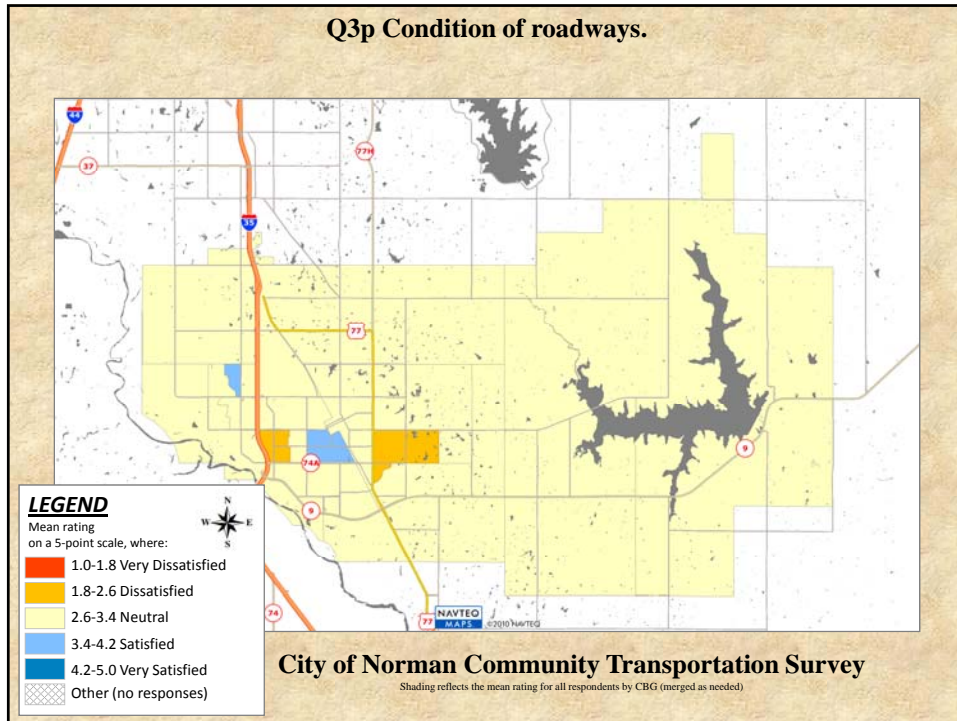 Q3p Condition of roadways.
44
37
77H
35
77
74A
9
9
LEGEND
Mean rating
on a 5-point scale, where:
N
W E
S
1.0-1.8 Very Dissatisfied
1.8-2.6 Dissatisfied
2.6-3.4 Neutral
3.4-4.2 Satisfied
4.2-5.0 Very Satisfied
Other (no responses)
74
77
NAVTEQ
MAPS
©2010 NAVTEQ
City of Norman Community Transportation Survey
Shading reflects the mean rating for all respondents by CBG (merged as needed)